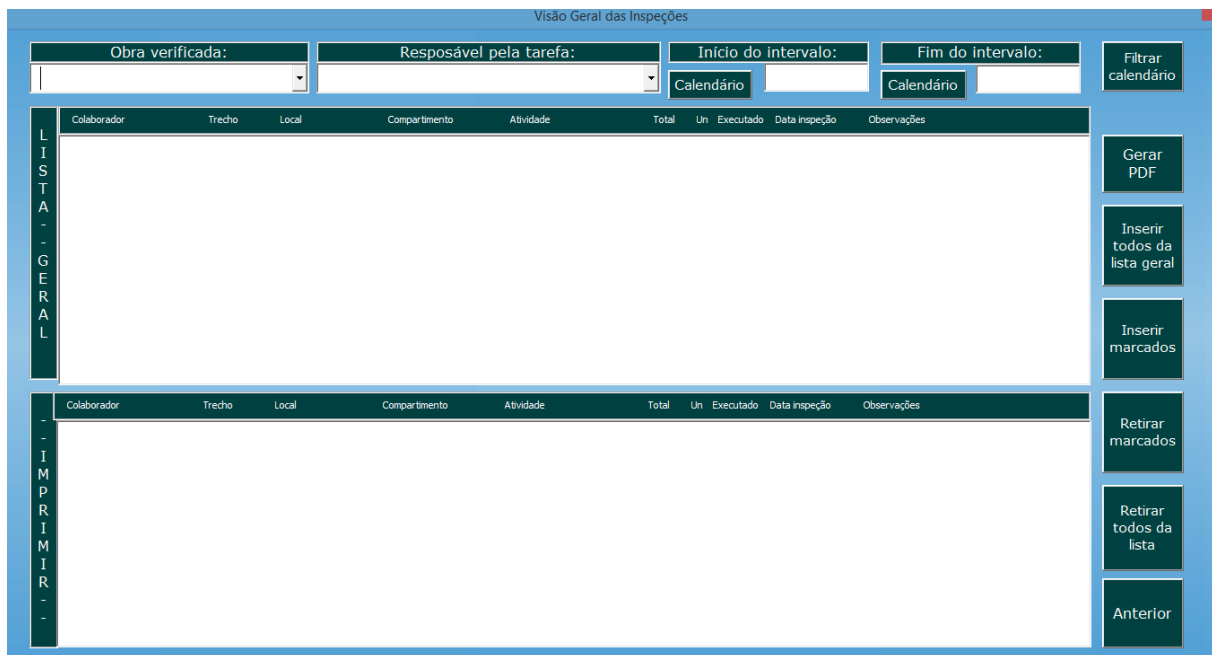 Visão Geral das Inspeções
Obra verificada:
Resposável pela tarefa:
Início do intervalo:
Fim do intervalo:
Calendário
Calendário
Filtrar
calendário
LISTA--GERAL
Colaborador Trecho Local Compartimento Atividade Total Un Executado Data inspeção Observações
Gerar
PDF
Inserir
todos da
lista geral
Inserir
marcados
--IMPRIMIR--
Colaborador Trecho Local Compartimento Atividade Total Un Executado Data inspeção Observações
Retirar
marcados
Retirar
todos da
lista
Anterior